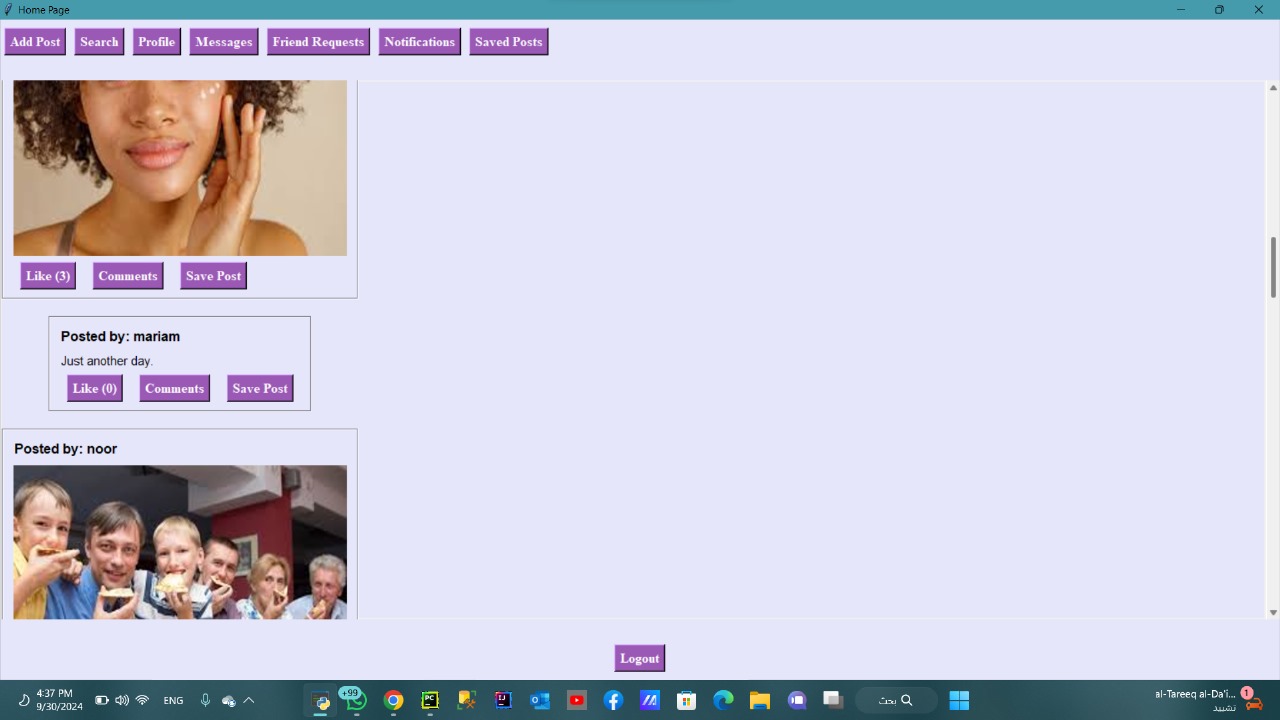 Home Page
Add Post Search Profile Messages Friend Requests Notifications Saved Posts
Like (3) Comments Save Post
Posted by: mariam
Just another day.
Like (0) Comments Save Post
Posted by: noor
Logout
4:37 PM
9/30/2024
ENG
+99
PC
بحث
al-Tareeq al-Da'i...
نشيد
1